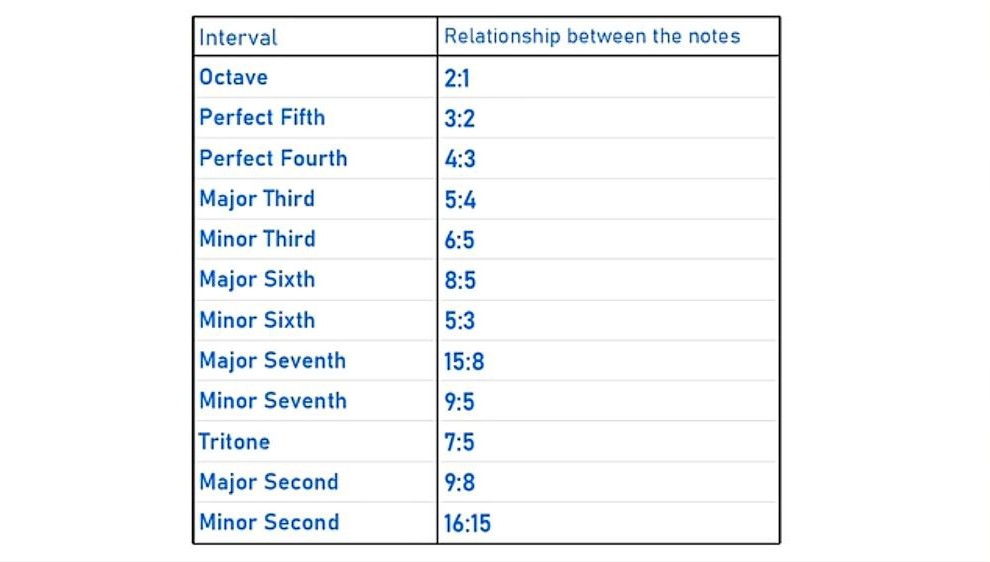 Interval Relationship between the notes
Octave 2:1
Perfect Fifth 3:2
Perfect Fourth 4:3
Major Third 5:4
Minor Third 6:5
Major Sixth 8:5
Minor Sixth 5:3
Major Seventh 15:8
Minor Seventh 9:5
Tritone 7:5
Major Second 9:8
Minor Second 16:15